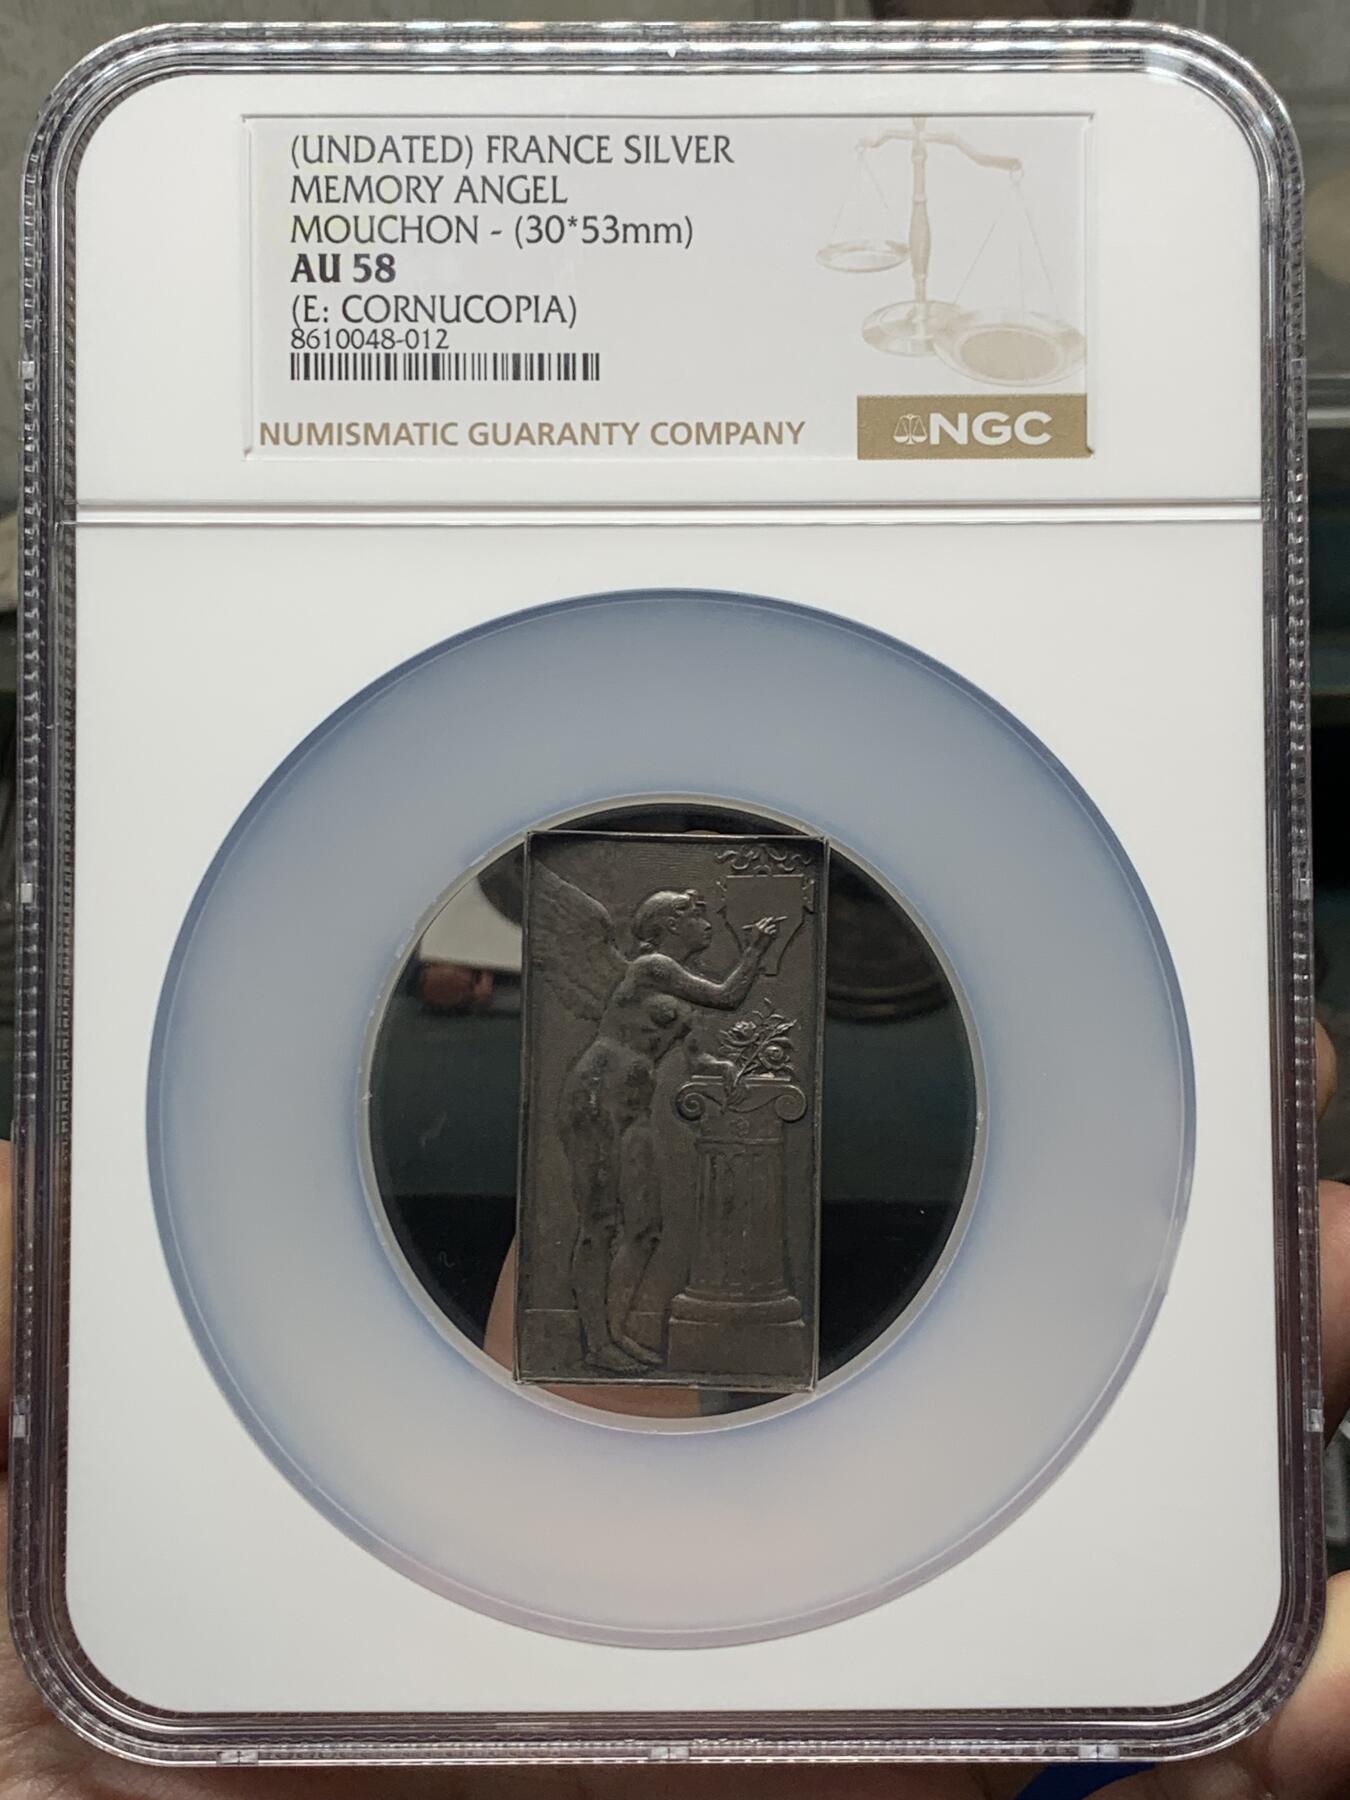 (UNDATED) FRANCE SILVER
MEMORY ANGEL
MOUCHON - (30*53mm)
AU 58
(E: CORNUCOPIA)
8610048-012
NUMISMATIC GUARANTY COMPANY
NGC